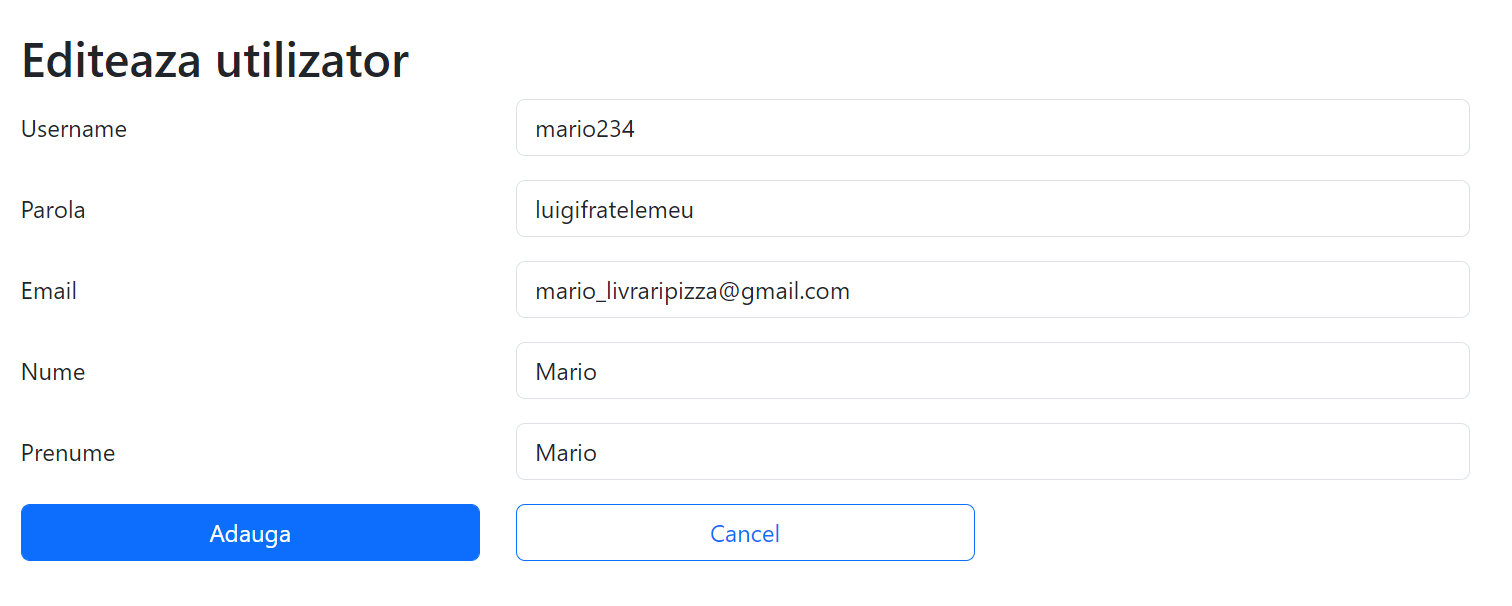 Editeaza utilizator
Username mario234
Parola luigifratelemeu
Email mario_livraripizza@gmail.com
Nume Mario
Prenume Mario
Adauga Cancel